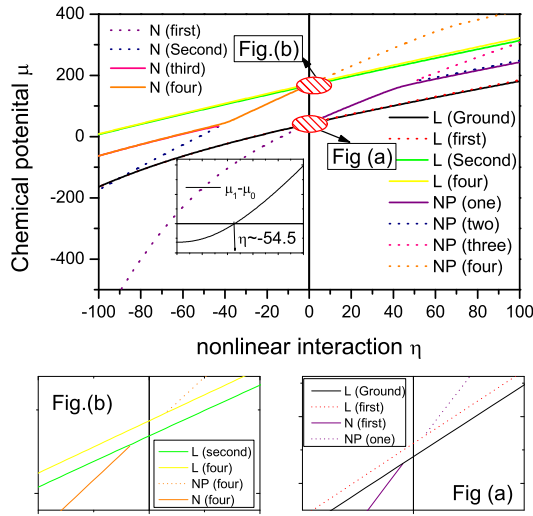 N (first)
N (Second)
N (third)
N (four)
Fig.(b)
Fig (a)
L (Ground)
L (first)
L (Second)
L (four)
NP (one)
NP (two)
NP (three)
NP (four)
μ₁-μ₀
η~-54.5
Chemical potenital μ
400
200
0
-200
-400
-100 -80 -60 -40 -20 0 20 40 60 80 100
nonlinear interaction η
Fig.(b)
L (second)
L (four)
NP (four)
N (four)
L (Ground)
L (first)
N (first)
NP (one)
Fig (a)